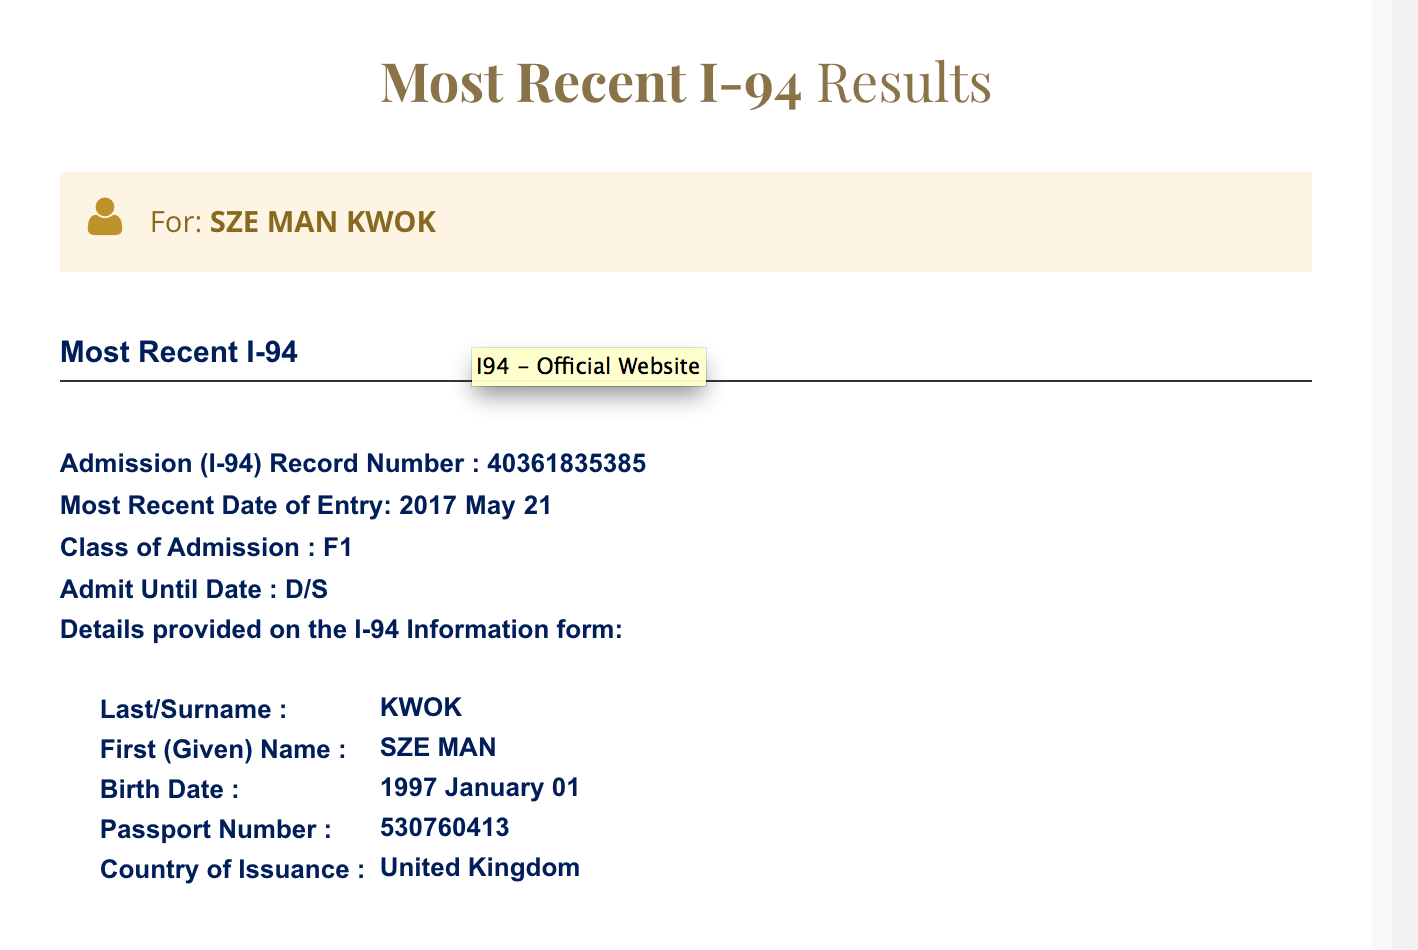 Most Recent I-94 Results
For: SZE MAN KWOK
Most Recent I-94
I94 – Official Website
Admission (I-94) Record Number : 40361835385
Most Recent Date of Entry: 2017 May 21
Class of Admission : F1
Admit Until Date : D/S
Details provided on the I-94 Information form:
Last/Surname : KWOK
First (Given) Name : SZE MAN
Birth Date : 1997 January 01
Passport Number : 530760413
Country of Issuance : United Kingdom